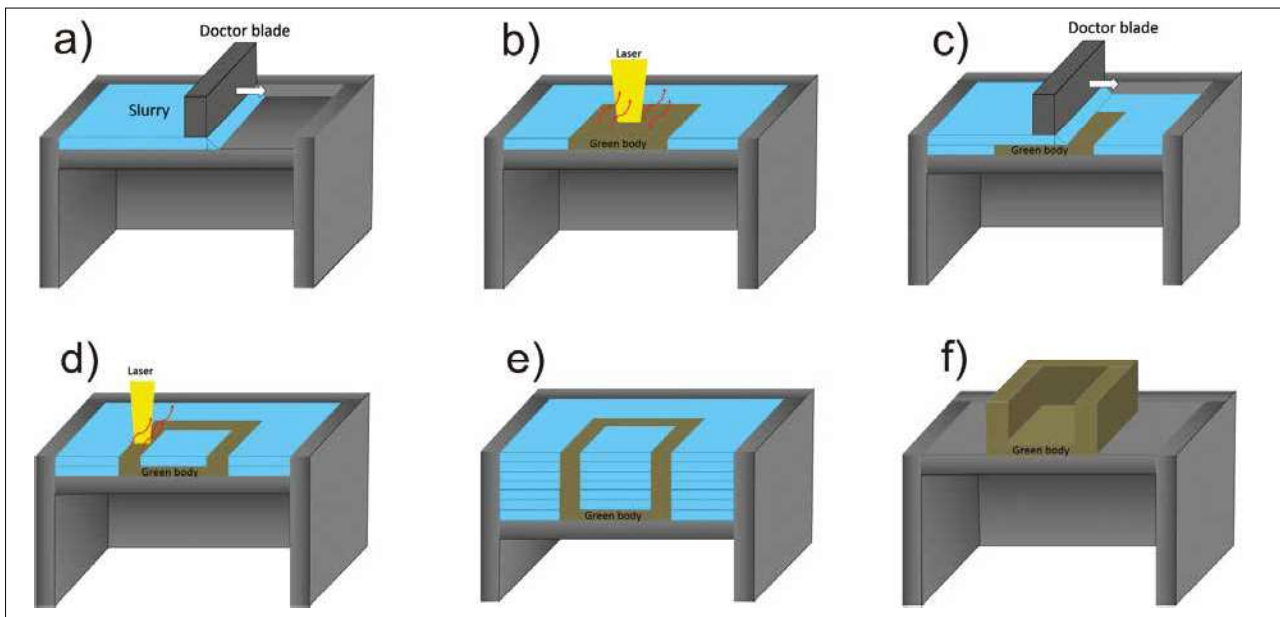 a)
Doctor blade
Slurry
b)
Laser
Green body
c)
Doctor blade
Green body
d)
Laser
Green body
e)
Green body
f)
Green body